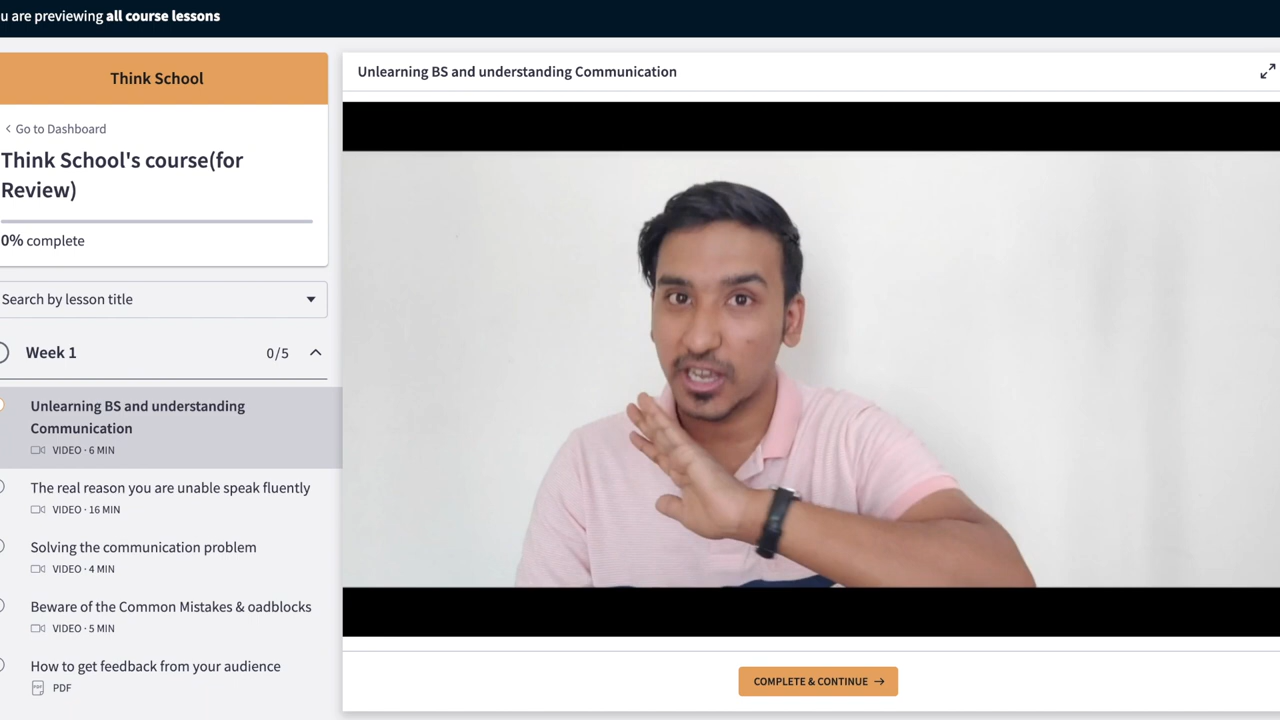 u are previewing all course lessons
Think School
Go to Dashboard
Think School's course(for
Review)
0% complete
Search by lesson title
Week 1
0/5
Unlearning BS and understanding
Communication
VIDEO · 6 MIN
The real reason you are unable speak fluently
VIDEO · 16 MIN
Solving the communication problem
VIDEO · 4 MIN
Beware of the Common Mistakes & oadblocks
VIDEO · 5 MIN
How to get feedback from your audience
PDF
Unlearning BS and understanding Communication
COMPLETE & CONTINUE →